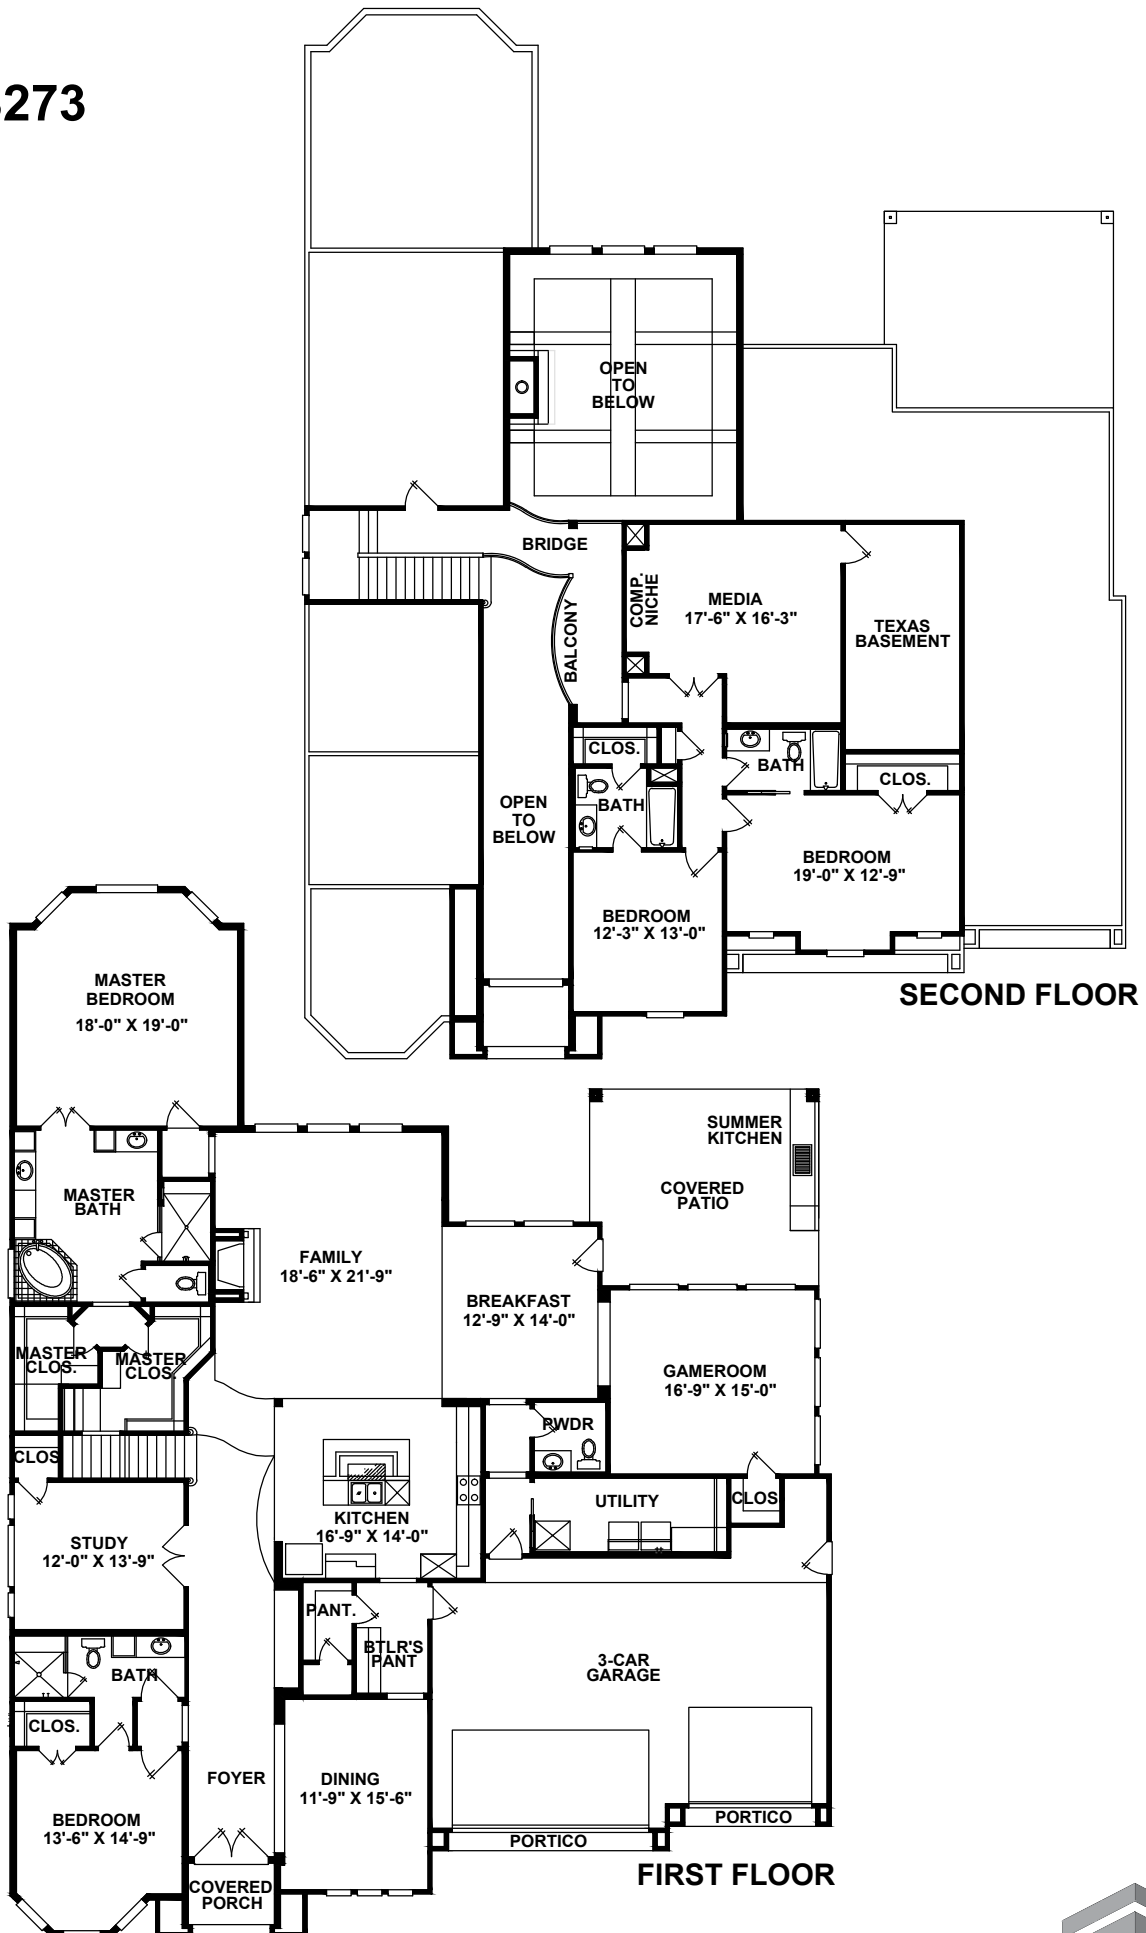 273
OPEN
TO
BELOW
BRIDGE
COMP.
NICHE
MEDIA
17'-6" X 16'-3"
TEXAS
BASEMENT
BALCONY
CLOS.
BATH
CLOS.
OPEN
TO
BELOW
BATH
BEDROOM
19'-0" X 12'-9"
BEDROOM
12'-3" X 13'-0"
SECOND FLOOR
MASTER
BEDROOM
18'-0" X 19'-0"
SUMMER
KITCHEN
COVERED
PATIO
MASTER
BATH
FAMILY
18'-6" X 21'-9"
BREAKFAST
12'-9" X 14'-0"
MASTER
CLOS.
MASTER
CLOS.
GAMEROOM
16'-9" X 15'-0"
PWDR
CLOS
UTILITY
CLOS
KITCHEN
16'-9" X 14'-0"
STUDY
12'-0" X 13'-9"
PANT.
BTLR'S
PANT
3-CAR
GARAGE
BATH
CLOS.
FOYER
DINING
11'-9" X 15'-6"
BEDROOM
13'-6" X 14'-9"
PORTICO
PORTICO
COVERED
PORCH
FIRST FLOOR